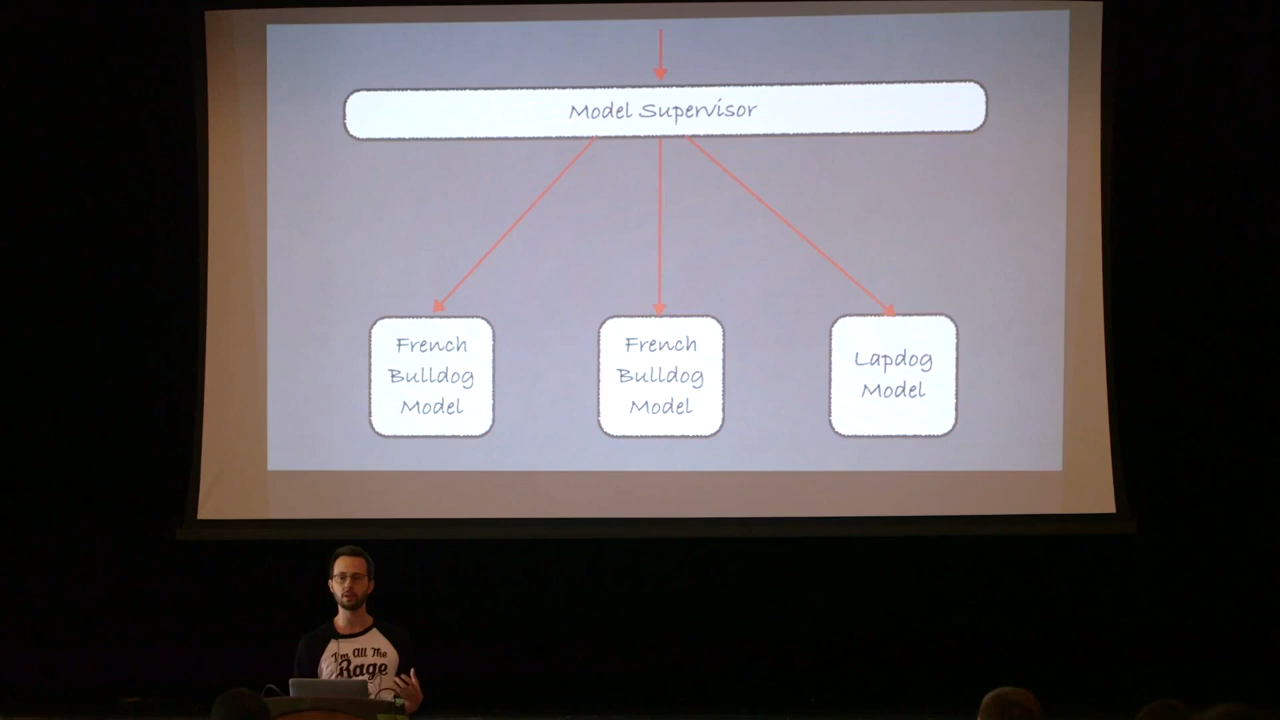 Model Supervisor
French
Bulldog
Model
French
Bulldog
Model
Lapdog
Model
I'm All The
Rage